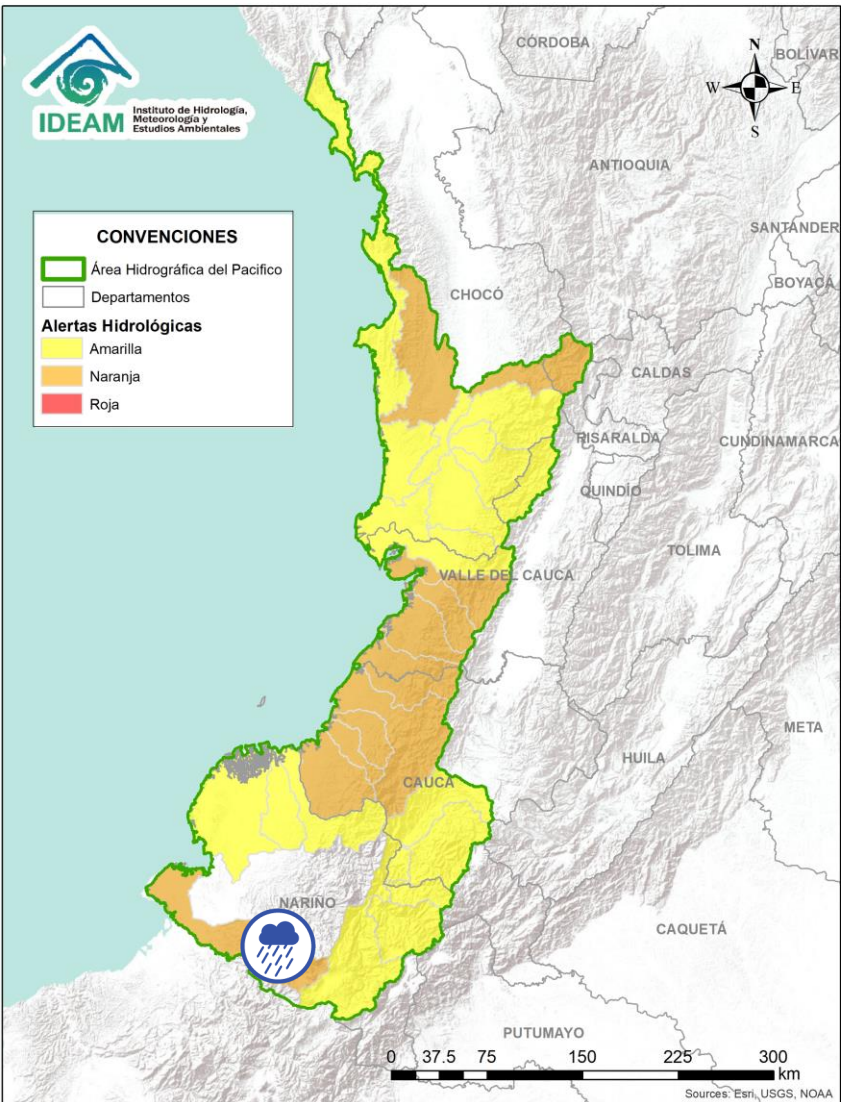 IDEAM
Instituto de Hidrología,
Meteorología y
Estudios Ambientales
N
W
E
S
CÓRDOBA
BOLÍVAR
ANTIOQUIA
SANTANDER
BOYACÁ
CONVENCIONES
Área Hidrográfica del Pacifico
Departamentos
Alertas Hidrológicas
Amarilla
Naranja
Roja
CHOCÓ
CALDAS
RISARALDA
CUNDINAMARCA
QUINDÍO
TOLIMA
VALLE DEL CAUCA
META
HUILA
CAUCA
NARIÑO
CAQUETÁ
PUTUMAYO
0 37.5 75 150 225 300
km
Sources: Esri, USGS, NOAA